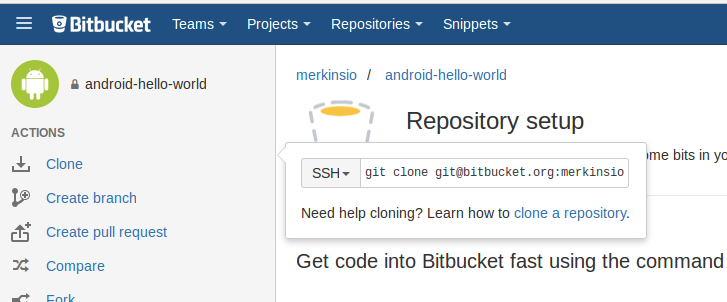 Bitbucket Teams Projects Repositories Snippets
android-hello-world
merkinsio / android-hello-world
Repository setup
ACTIONS
Clone
Create branch
Create pull request
Compare
Fork
SSH git clone git@bitbucket.org:merkinsio
Need help cloning? Learn how to clone a repository.
bits in
Get code into Bitbucket fast using the command